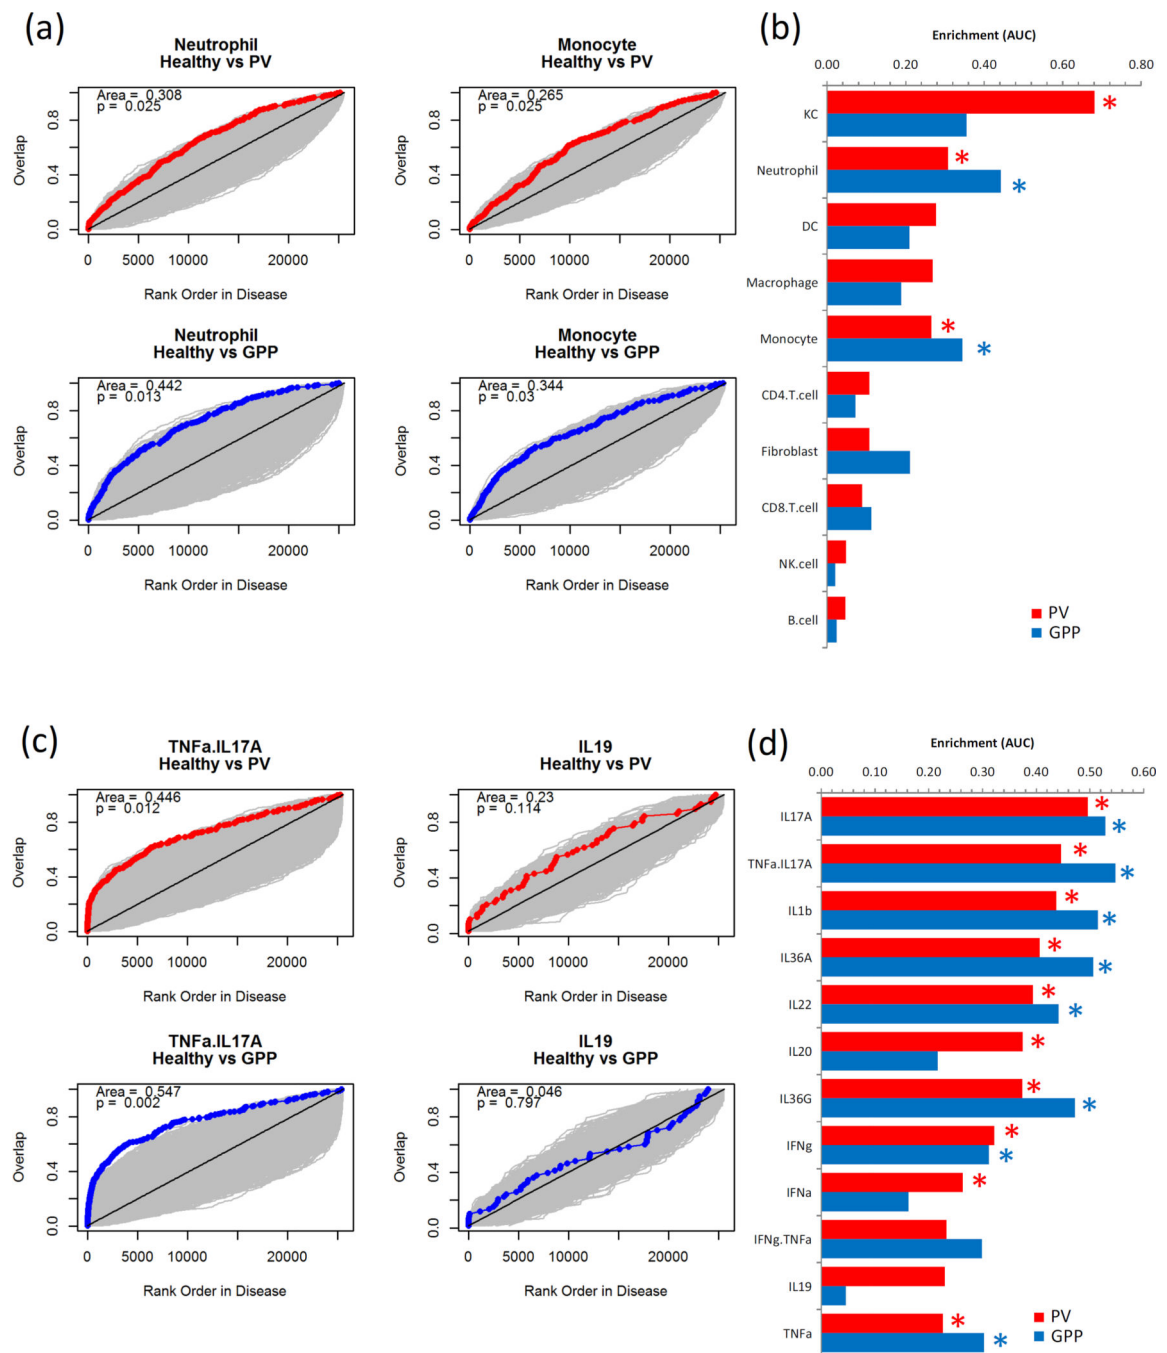 (a)
Neutrophil
Healthy vs PV
Area = 0.308
p = 0.025
Overlap
0.0 0.4 0.8
0 5000 10000 20000
Rank Order in Disease
Monocyte
Healthy vs PV
Area = 0.265
p = 0.025
Overlap
0.0 0.4 0.8
0 5000 10000 20000
Rank Order in Disease
Neutrophil
Healthy vs GPP
Area = 0.442
p = 0.013
Overlap
0.0 0.4 0.8
0 5000 10000 20000
Rank Order in Disease
Monocyte
Healthy vs GPP
Area = 0.344
p = 0.03
Overlap
0.0 0.4 0.8
0 5000 10000 20000
Rank Order in Disease
(b)
Enrichment (AUC)
0.00 0.20 0.40 0.60 0.80
KC *
Neutrophil *
*
DC
Macrophage
Monocyte *
*
CD4.T.cell
Fibroblast
CD8.T.cell
NK.cell
B.cell
PV
GPP
(c)
TNFa.IL17A
Healthy vs PV
Area = 0.446
p = 0.012
Overlap
0.0 0.4 0.8
0 5000 10000 20000
Rank Order in Disease
IL19
Healthy vs PV
Area = 0.23
p = 0.114
Overlap
0.0 0.4 0.8
0 5000 10000 20000
Rank Order in Disease
TNFa.IL17A
Healthy vs GPP
Area = 0.547
p = 0.002
Overlap
0.0 0.4 0.8
0 5000 10000 20000
Rank Order in Disease
IL19
Healthy vs GPP
Area = 0.046
p = 0.797
Overlap
0.0 0.4 0.8
0 5000 10000 20000
Rank Order in Disease
(d)
Enrichment (AUC)
0.00 0.10 0.20 0.30 0.40 0.50 0.60
IL17A *
*
TNFa.IL17A *
*
IL1b *
*
IL36A *
*
IL22 *
*
IL20 *
IL36G *
*
IFNg *
*
IFNa *
IFNg.TNFa
IL19
TNFa *
*
PV
GPP